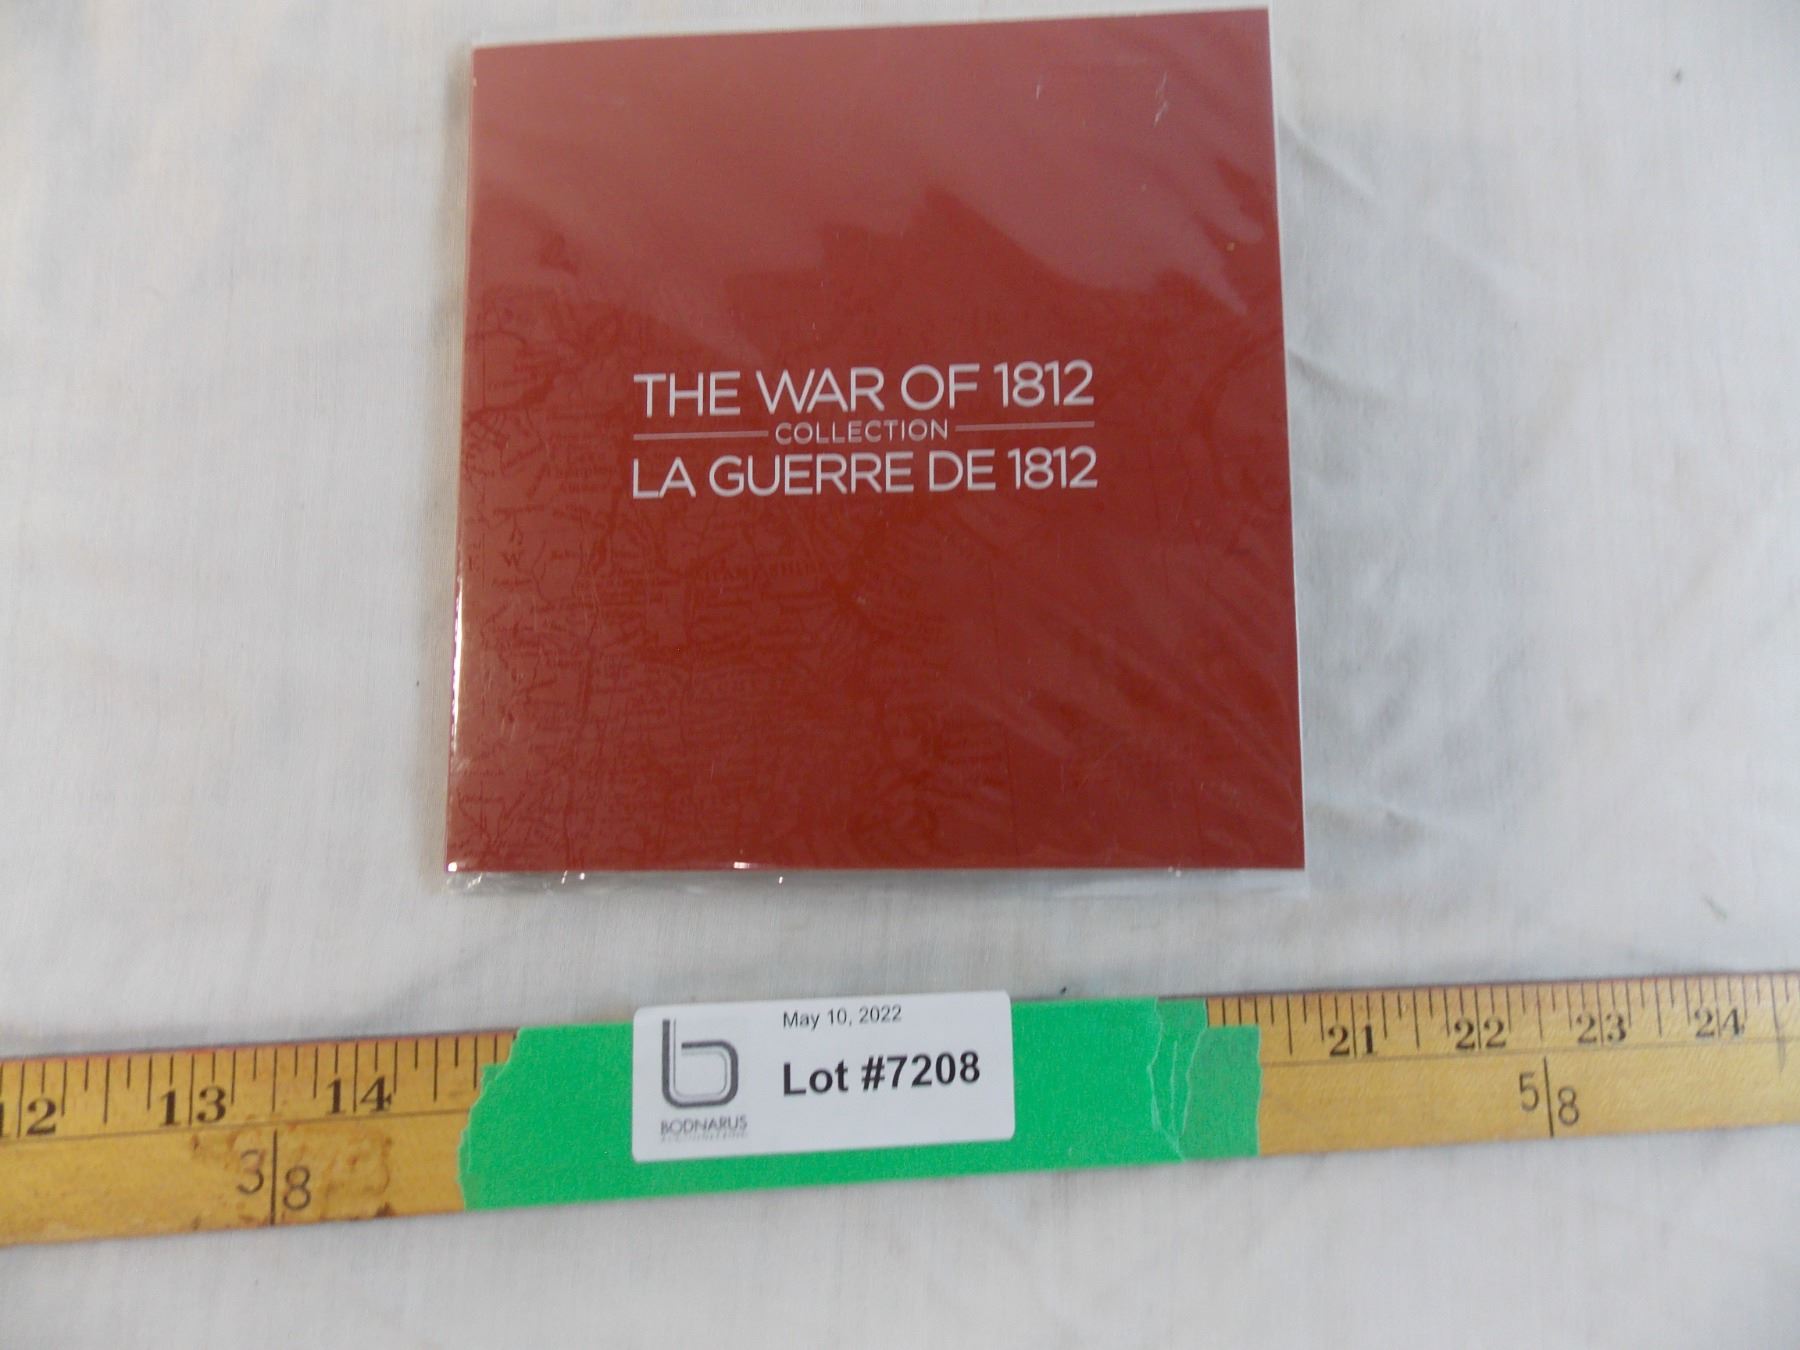 THE WAR OF 1812
COLLECTION
LA GUERRE DE 1812
May 10, 2022
Lot #7208
BODNARUS
AUCTIONEERING
12 13 14 21 22 23 24
3/8 5/8